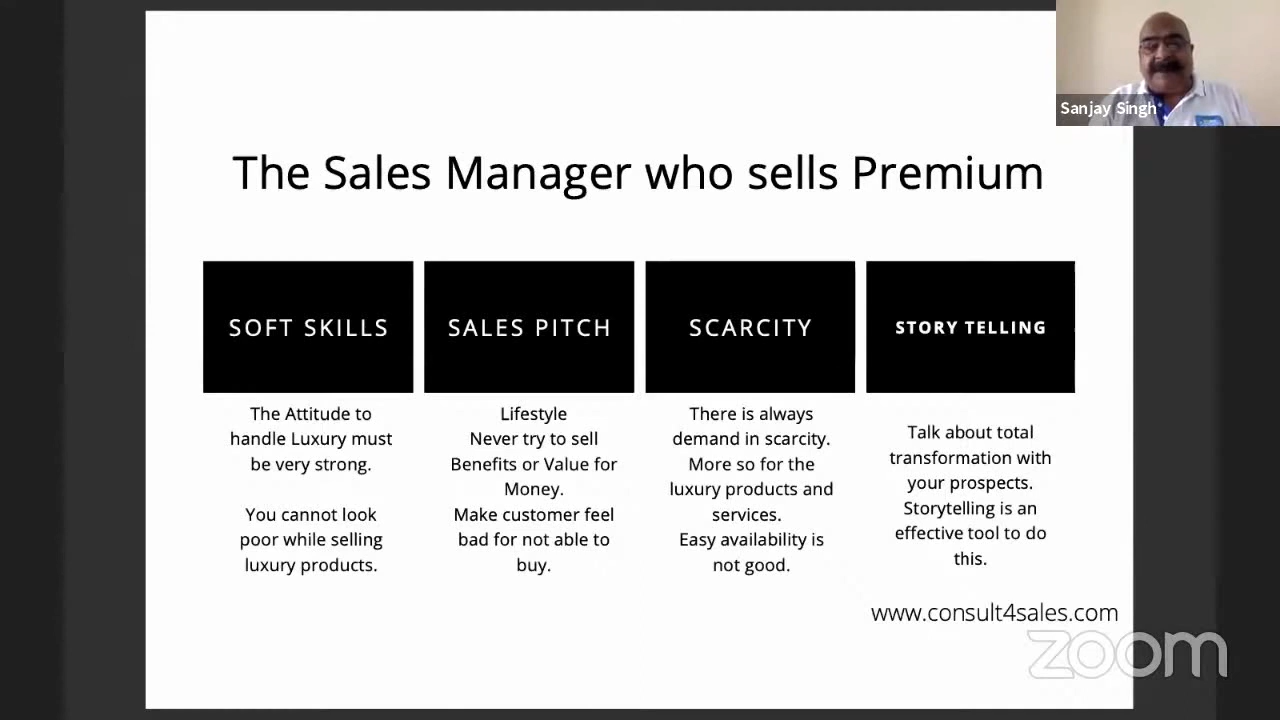 Sanjay Singh
The Sales Manager who sells Premium
SOFT SKILLS
The Attitude to
handle Luxury must
be very strong.
You cannot look
poor while selling
luxury products.
SALES PITCH
Lifestyle
Never try to sell
Benefits or Value for
Money.
Make customer feel
bad for not able to
buy.
SCARCITY
There is always
demand in scarcity.
More so for the
luxury products and
services.
Easy availability is
not good.
STORY TELLING
Talk about total
transformation with
your prospects.
Storytelling is an
effective tool to do
this.
www.consult4sales.com
zoom